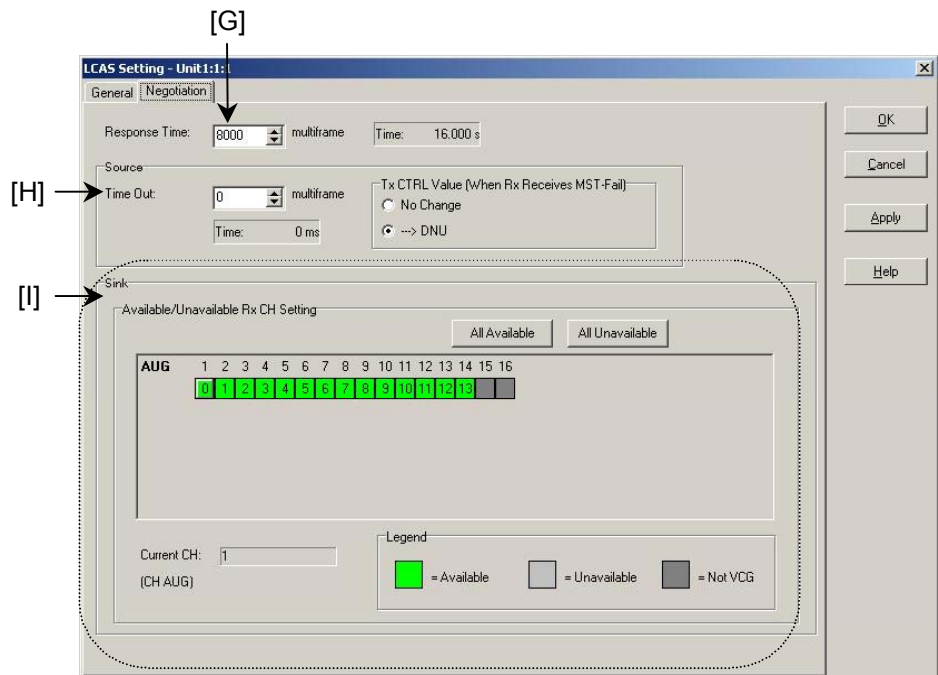 [G]
LCAS Setting - Unit1:1:1
General Negotiation
OK
Response Time: 8000 multiframe Time: 16.000 s
Cancel
Source
[H] Time Out: 0 multiframe Tx CTRL Value (When Rx Receives MST-Fail)
No Change
Apply
Time: 0 ms ---> DNU
Help
Sink
[I]
Available/Unavailable Rx CH Setting
All Available All Unavailable
AUG 1 2 3 4 5 6 7 8 9 10 11 12 13 14 15 16
0 1 2 3 4 5 6 7 8 9 10 11 12 13
Legend
Current CH: 1
(CH AUG) = Available = Unavailable = Not VCG